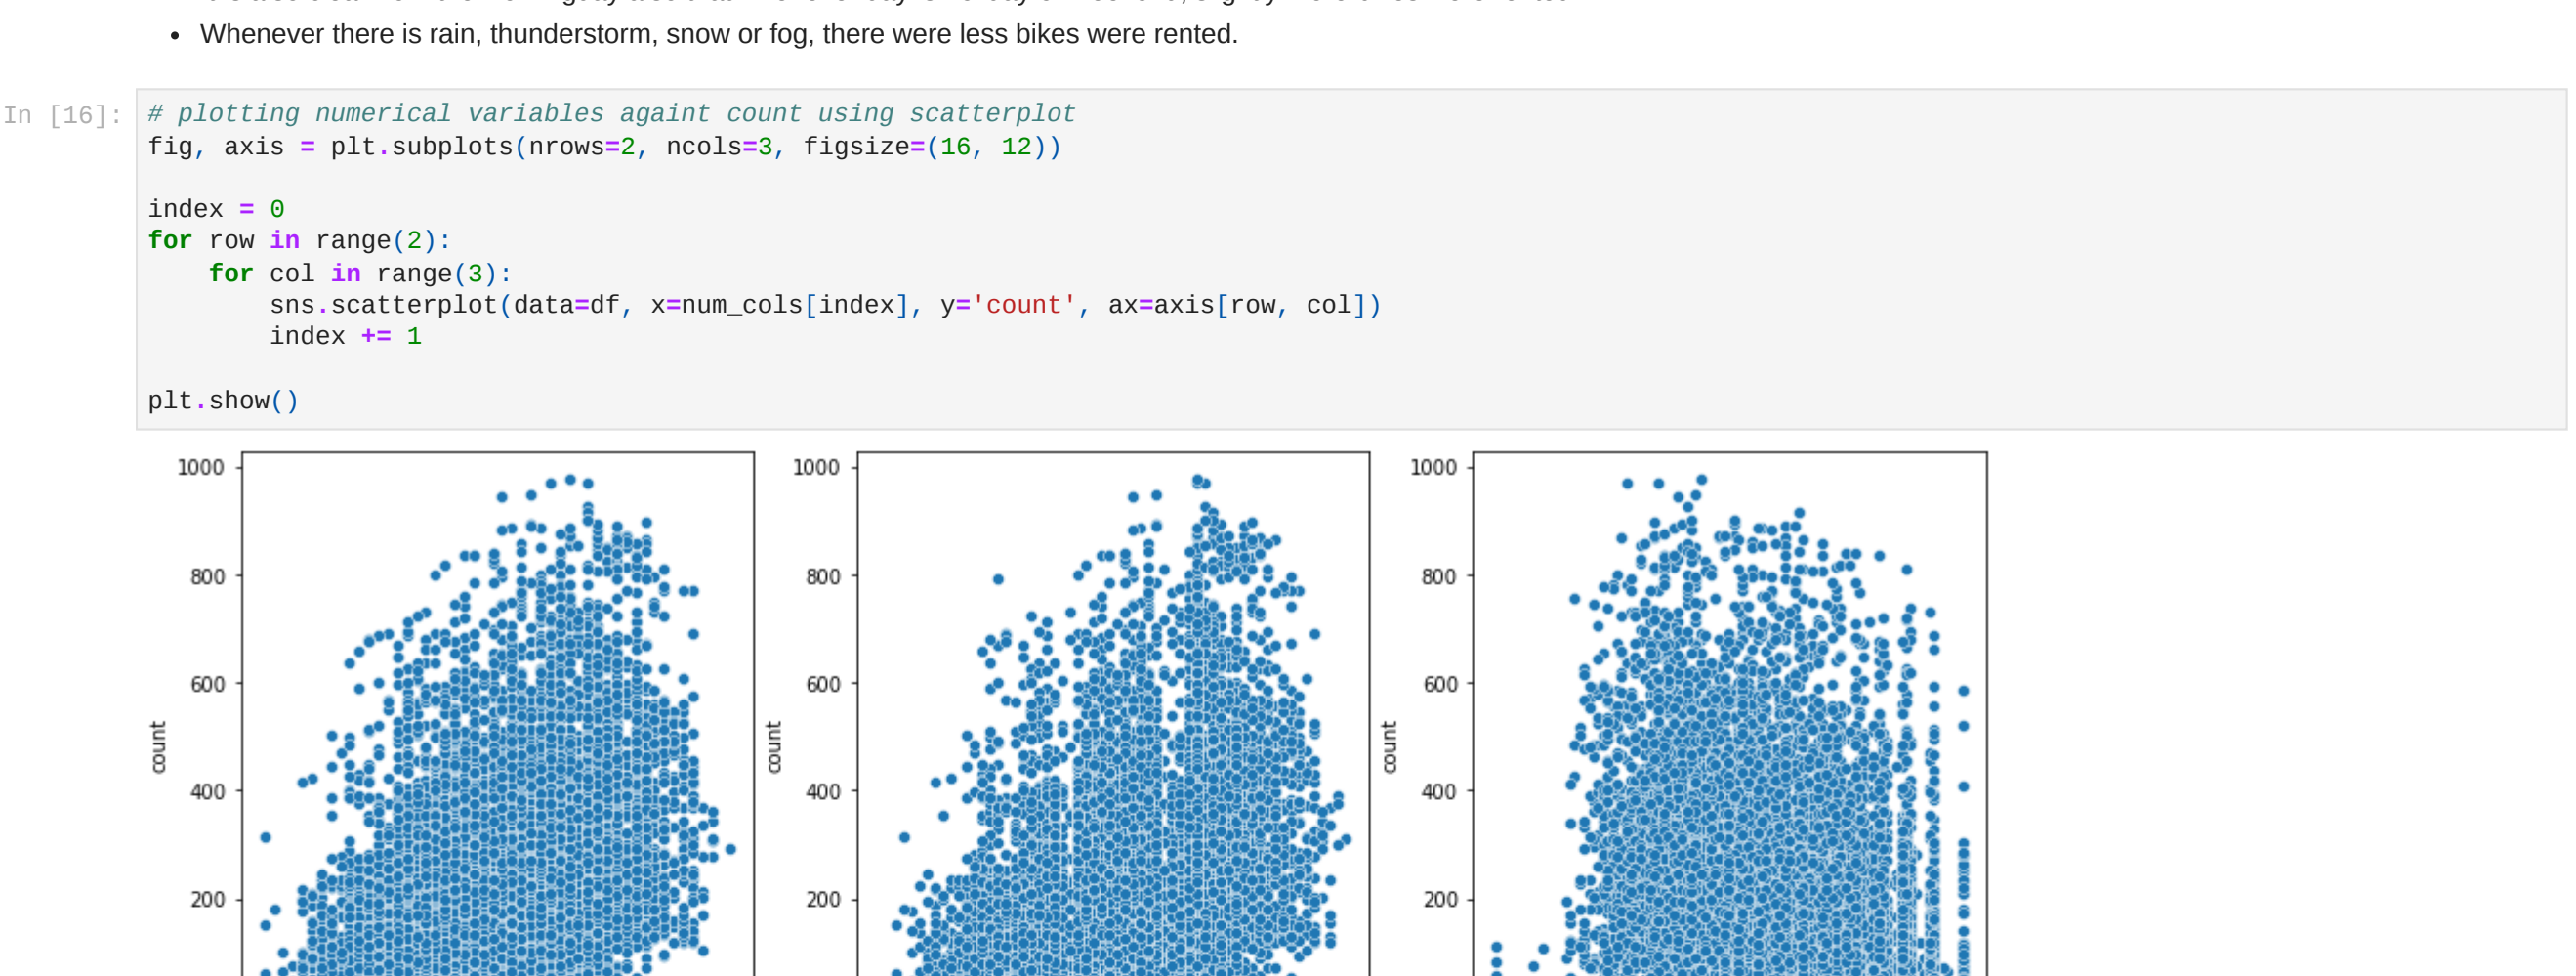 Whenever there is rain, thunderstorm, snow or fog, there were less bikes were rented.
In [16]:
# plotting numerical variables againt count using scatterplot
fig, axis = plt.subplots(nrows=2, ncols=3, figsize=(16, 12))
index = 0
for row in range(2):
    for col in range(3):
        sns.scatterplot(data=df, x=num_cols[index], y='count', ax=axis[row, col])
        index += 1
plt.show()
1000 1000 1000
800 800 800
600 600 600
count count count
400 400 400
200 200 200